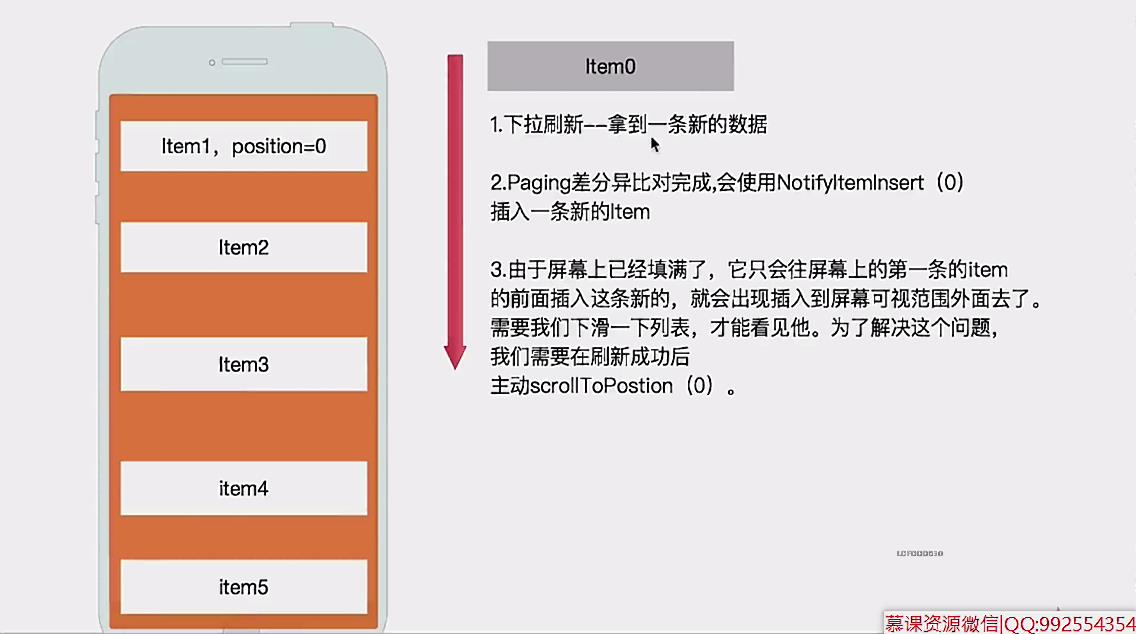 Item0
Item1，position=0
Item2
Item3
item4
item5
1.下拉刷新--拿到一条新的数据
2.Paging差分异比对完成,会使用NotifyItemInsert（0）
插入一条新的Item
3.由于屏幕上已经填满了，它只会往屏幕上的第一条的item
的前面插入这条新的，就会出现插入到屏幕可视范围外面去了。
需要我们下滑一下列表，才能看见他。为了解决这个问题，
我们需要在刷新成功后
主动scrollToPostion（0）。
慕课资源微信|QQ:992554354